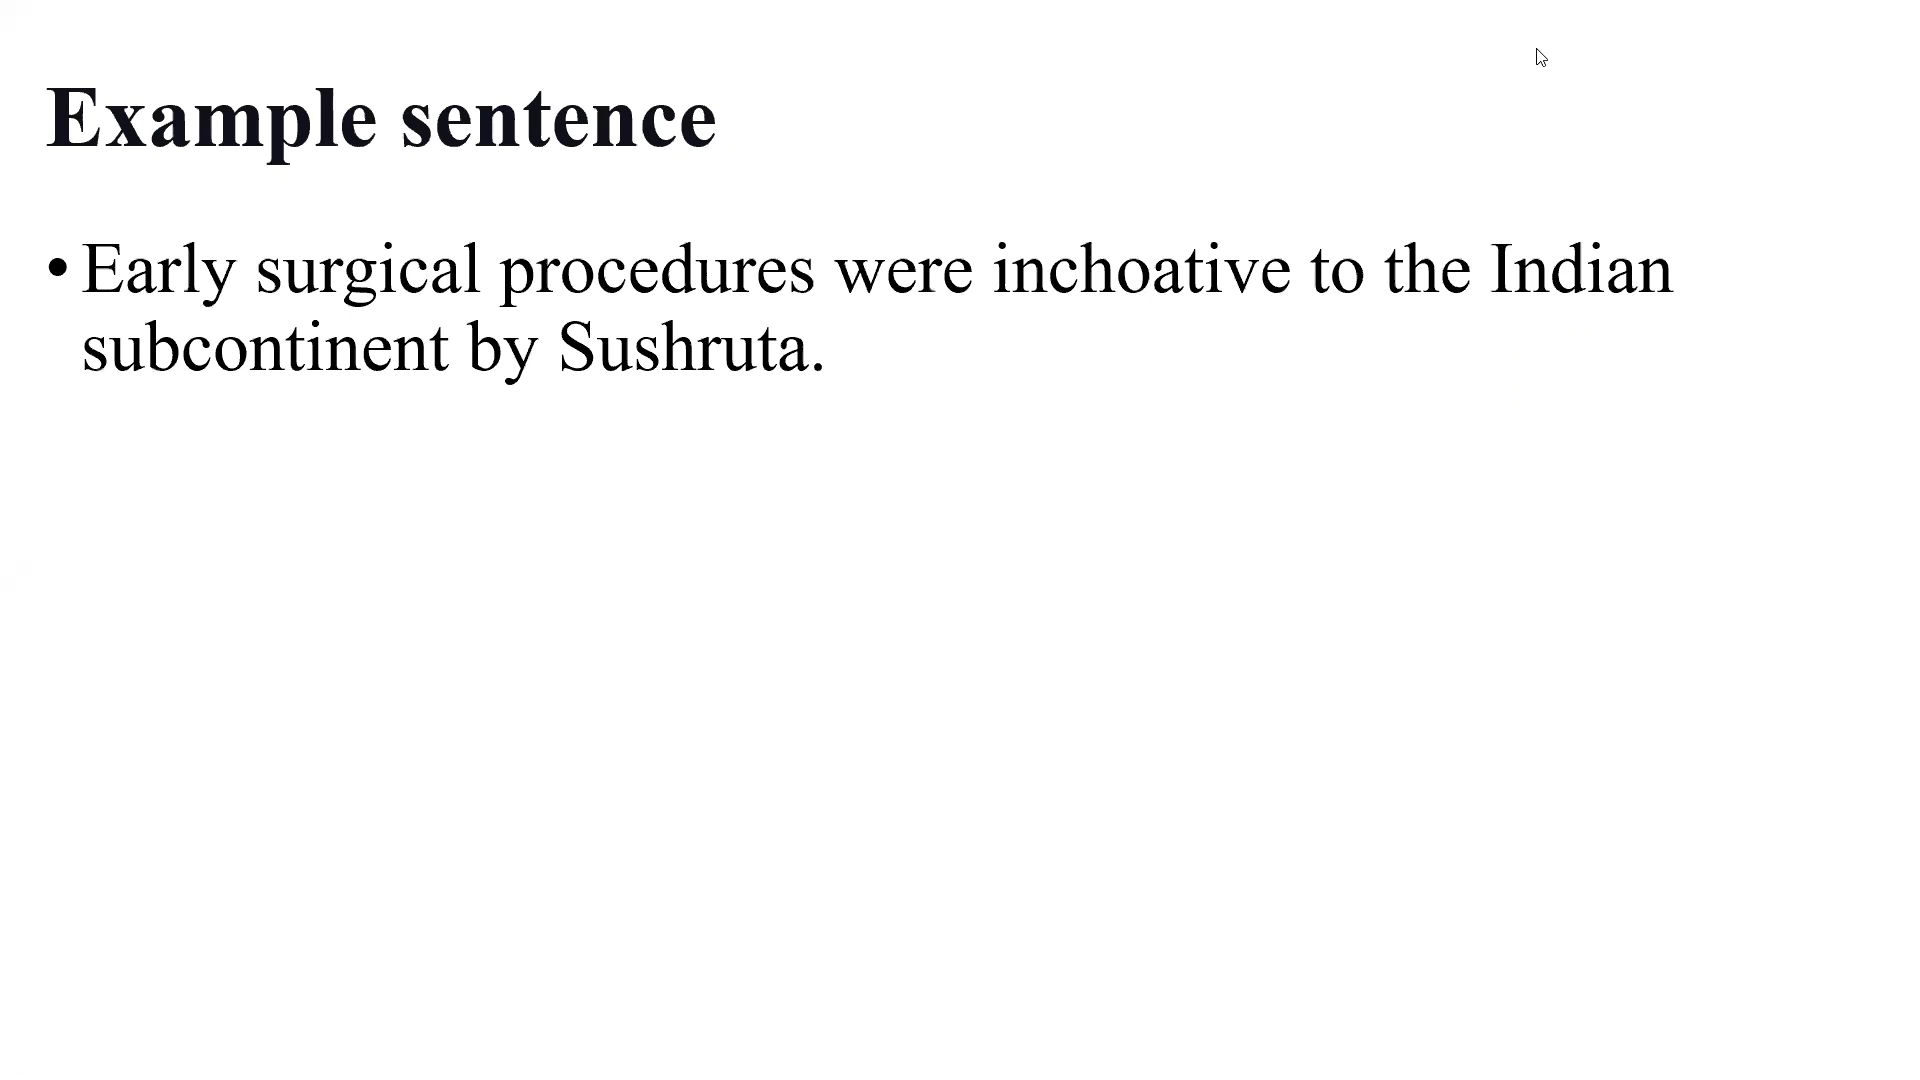 Example sentence
• Early surgical procedures were inchoative to the Indian
subcontinent by Sushruta.